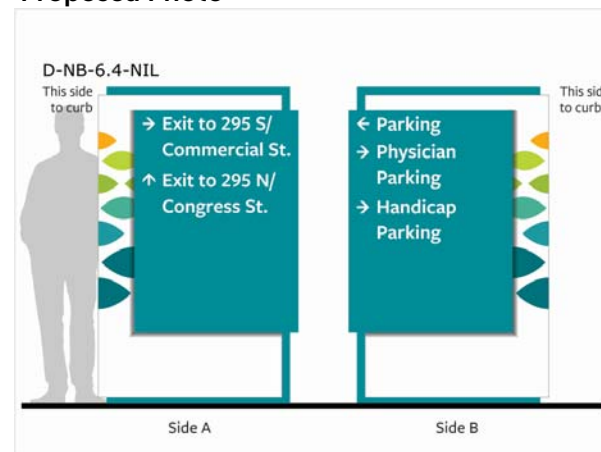 Proposed Photo
D-NB-6.4-NIL
This side
to curb
→ Exit to 295 S/
Commercial St.
↑ Exit to 295 N/
Congress St.
← Parking
→ Physician
Parking
→ Handicap
Parking
This sid
to curb
Side A
Side B